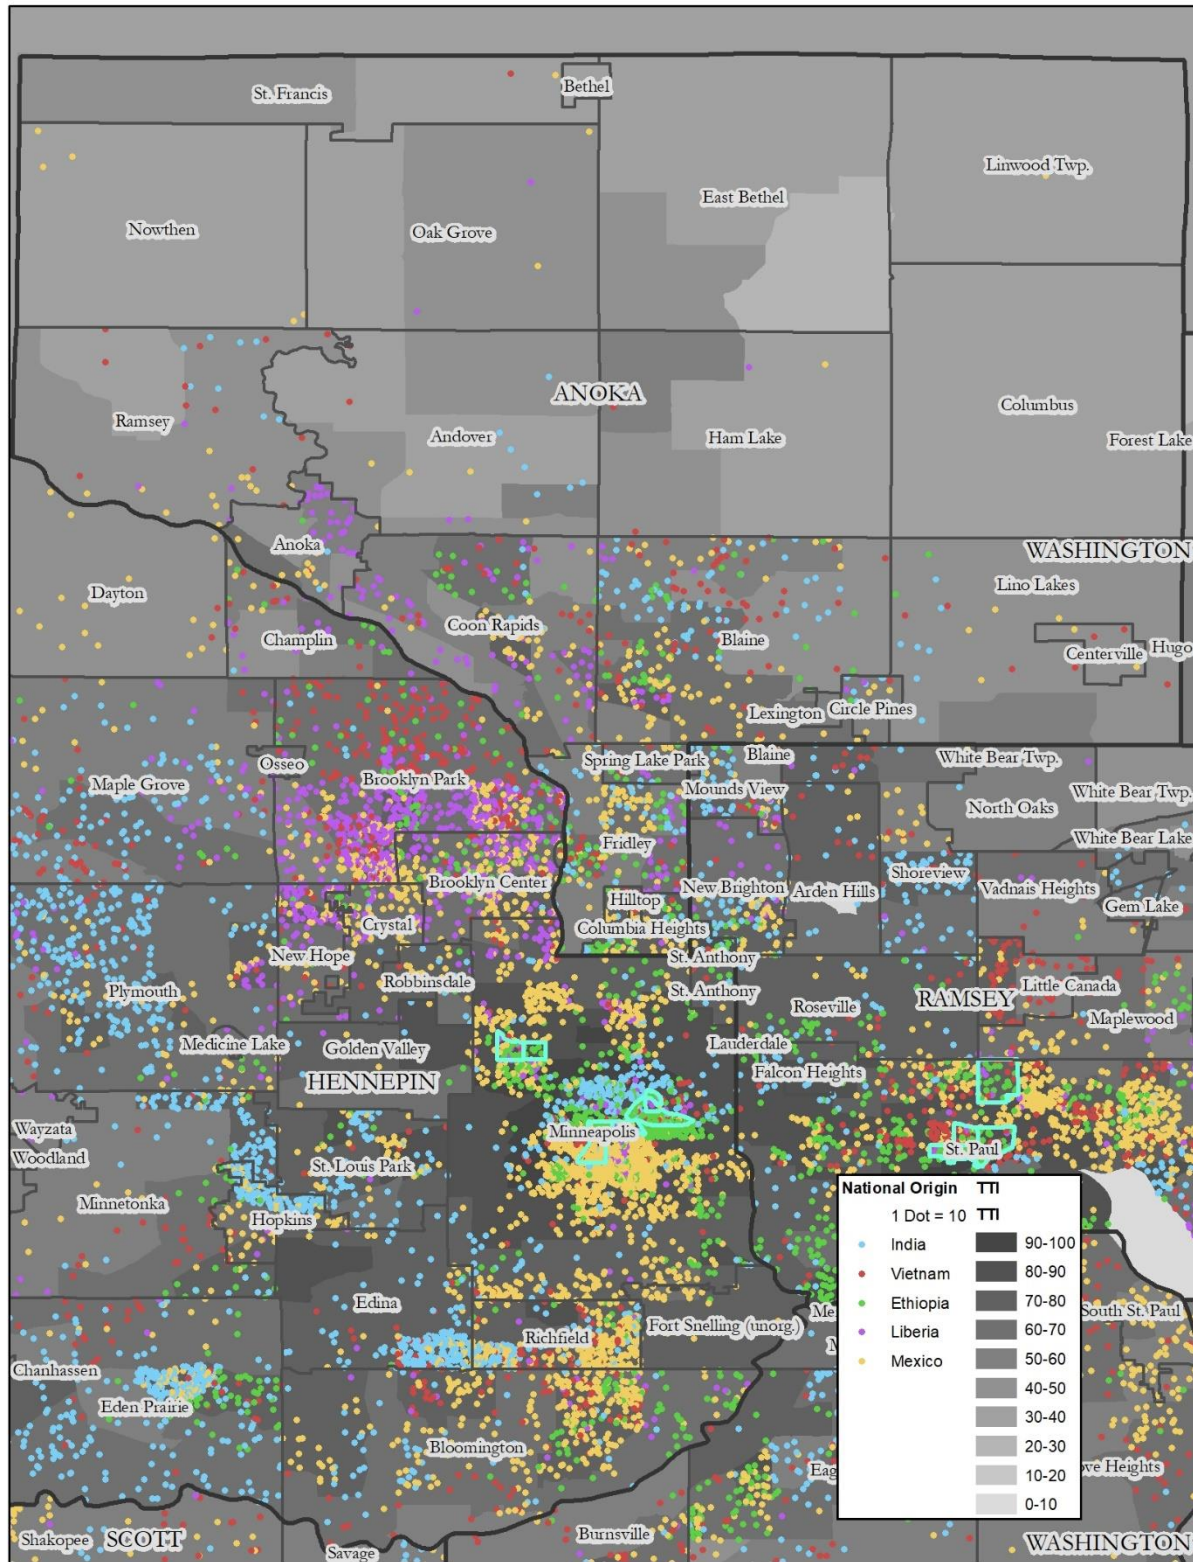 Bethel
St. Francis
Linwood Twp.
East Bethel
Nowthen
Oak Grove
ANOKA
Columbus
Ramsey
Andover
Ham Lake
Forest Lake
Anoka
WASHINGTON
Dayton
Lino Lakes
Coon Rapids
Champlin
Blaine
Centerville
Hugo
Lexington
Circle Pines
Osseo
Spring Lake Park
Blaine
White Bear Twp.
Maple Grove
Brooklyn Park
Mounds View
North Oaks
White Bear Twp.
Fridley
White Bear Lake
Brooklyn Center
New Brighton
Arden Hills
Shoreview
Vadnais Heights
Hilltop
Gem Lake
Crystal
Columbia Heights
New Hope
St. Anthony
Robbinsdale
Plymouth
St. Anthony
Little Canada
Roseville
RAMSEY
Maplewood
Medicine Lake
Golden Valley
Lauderdale
Falcon Heights
HENNEPIN
Wayzata
Minneapolis
Woodland
St. Louis Park
St. Paul
Minnetonka
Hopkins
National Origin TTI
1 Dot = 10 TTI
India
Vietnam
Ethiopia
Liberia
Mexico
90-100
80-90
70-80
60-70
50-60
40-50
30-40
20-30
10-20
0-10
Edina
Me
South St. Paul
Richfield
Fort Snelling (unorg.)
M
Chanhassen
Eden Prairie
Bloomington
Eag
ove Heights
Shakopee
SCOTT
Burnsville
WASHINGTON
Savage